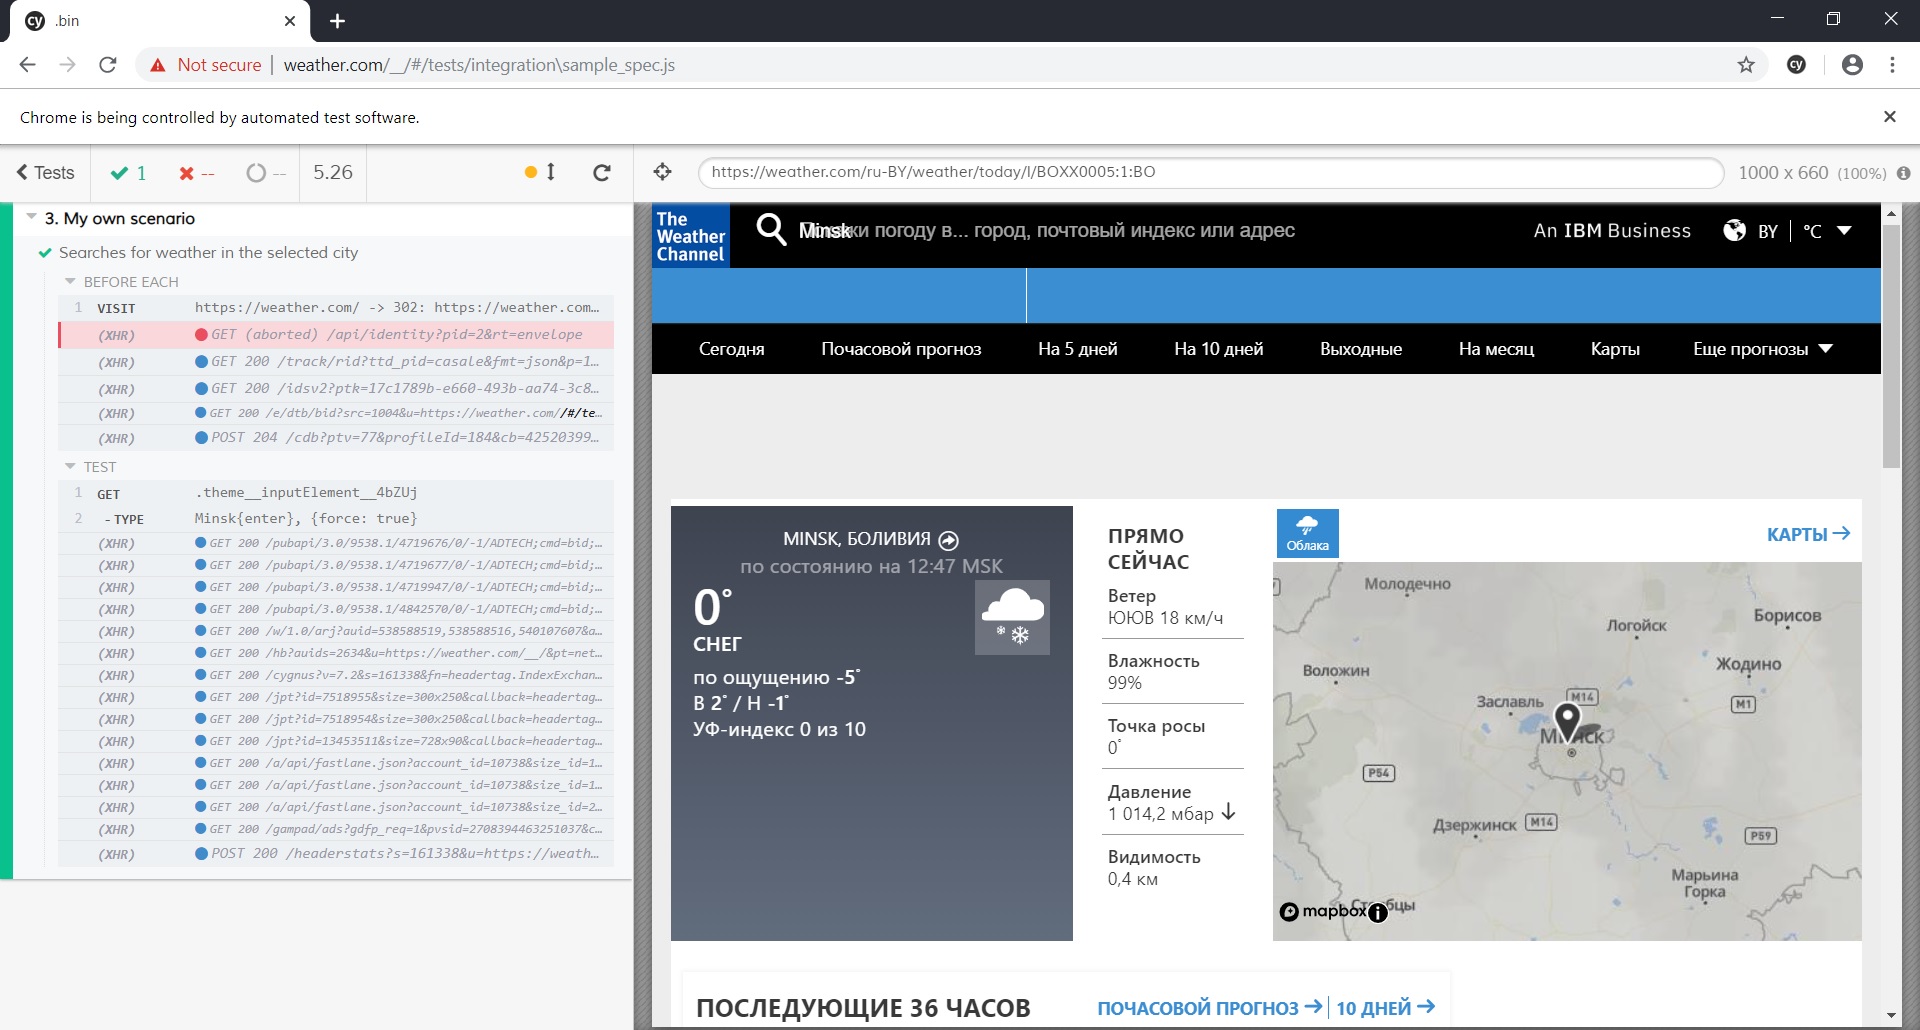 .bin
Not secure weather.com/__/#/tests/integration\sample_spec.js
Chrome is being controlled by automated test software.
Tests 1 -- -- 5.26
https://weather.com/ru-BY/weather/today/l/BOXX0005:1:BO 1000 x 660 (100%)
3. My own scenario
Searches for weather in the selected city
BEFORE EACH
1 VISIT https://weather.com/ -> 302: https://weather.com…
(XHR) GET (aborted) /api/identity?pid=2&rt=envelope
(XHR) GET 200 /track/rid?ttd_pid=casale&fmt=json&p=1…
(XHR) GET 200 /idsv2?ptk=17c1789b-e660-493b-aa74-3c8…
(XHR) GET 200 /e/dtb/bid?src=1004&u=https://weather.com//#/te…
(XHR) POST 204 /cdb?ptv=77&profileId=184&cb=42520399…
TEST
1 GET .theme__inputElement__4bZUj
2 -TYPE Minsk{enter}, {force: true}
(XHR) GET 200 /pubapi/3.0/9538.1/4719676/0/-1/ADTECH;cmd=bid;…
(XHR) GET 200 /pubapi/3.0/9538.1/4719677/0/-1/ADTECH;cmd=bid;…
(XHR) GET 200 /pubapi/3.0/9538.1/4719947/0/-1/ADTECH;cmd=bid;…
(XHR) GET 200 /pubapi/3.0/9538.1/4842570/0/-1/ADTECH;cmd=bid;…
(XHR) GET 200 /w/1.0/arj?auid=538588519,538588516,540107607&a…
(XHR) GET 200 /hb?auids=2634&u=https://weather.com/__/&pt=net…
(XHR) GET 200 /cygnus?v=7.2&s=161338&fn=headertag.IndexExchan…
(XHR) GET 200 /jpt?id=7518955&size=300x250&callback=headertag…
(XHR) GET 200 /jpt?id=7518954&size=300x250&callback=headertag…
(XHR) GET 200 /jpt?id=13453511&size=728x90&callback=headertag…
(XHR) GET 200 /a/api/fastlane.json?account_id=10738&size_id=1…
(XHR) GET 200 /a/api/fastlane.json?account_id=10738&size_id=1…
(XHR) GET 200 /a/api/fastlane.json?account_id=10738&size_id=2…
(XHR) GET 200 /gampad/ads?gdfp_req=1&pvsid=2708394463251037&c…
(XHR) POST 200 /headerstats?s=161338&u=https://weath…
The
Weather
Channel
Minsk погоду в... город, почтовый индекс или адрес
An IBM Business BY °C
Сегодня Почасовой прогноз На 5 дней На 10 дней Выходные На месяц Карты Еще прогнозы
MINSK, БОЛИВИЯ
по состоянию на 12:47 MSK
0°
СНЕГ
по ощущению -5°
В 2° / Н -1°
УФ-индекс 0 из 10
ПРЯМО
СЕЙЧАС
Ветер
ЮЮВ 18 км/ч
Влажность
99%
Точка росы
0°
Давление
1 014,2 мбар
Видимость
0,4 км
Облака
КАРТЫ
Молодечно
Борисов
Логойск
Жодино
Воложин
M14
Заславль
M1
Минск
P54
Дзержинск M14
P59
Марьина
Горка
mapbox
ПОСЛЕДУЮЩИЕ 36 ЧАСОВ
ПОЧАСОВОЙ ПРОГНОЗ 10 ДНЕЙ